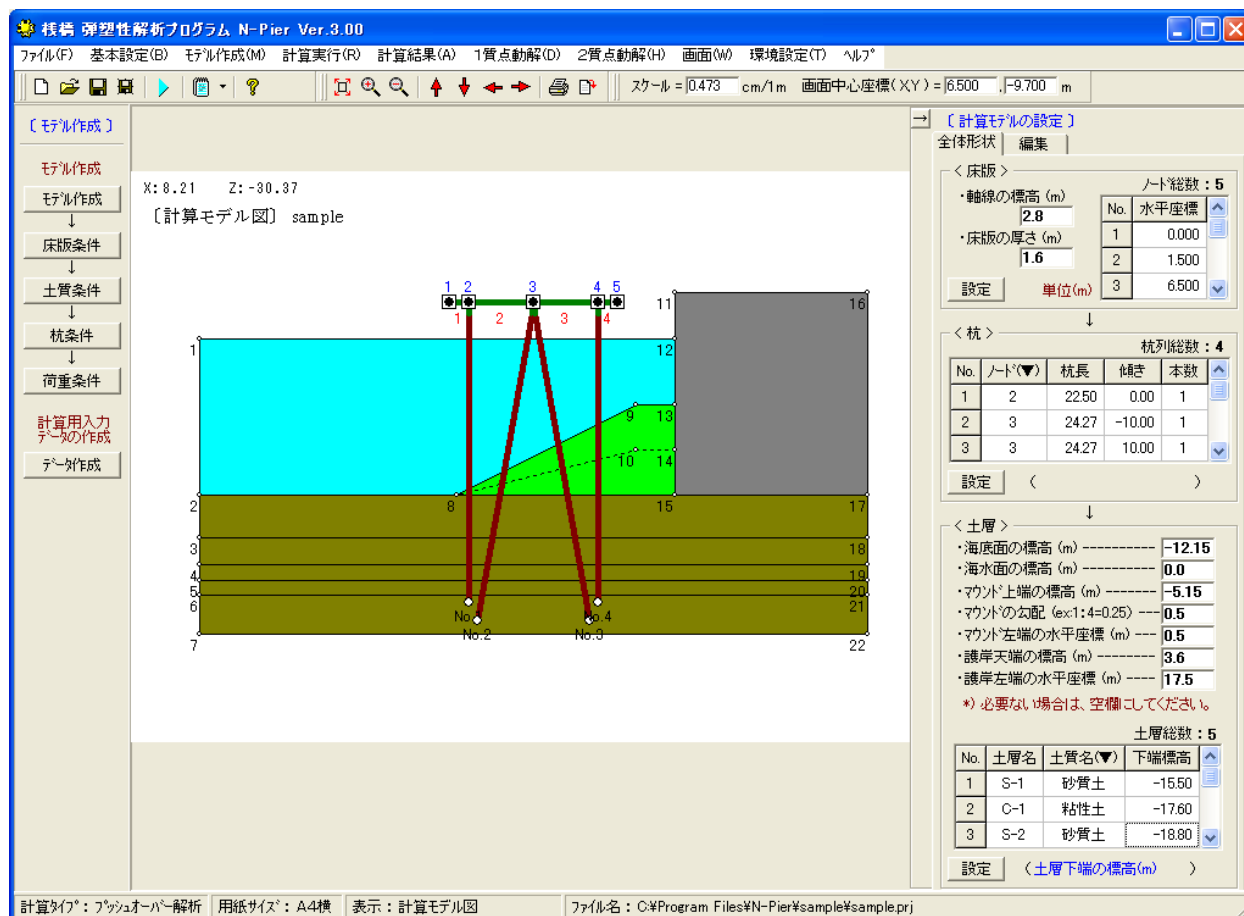 桟橋 弾塑性解析プログラム N-Pier Ver.3.00
ファイル(F) 基本設定(B) モデル作成(M) 計算実行(R) 計算結果(A) 1質点動解(D) 2質点動解(H) 画面(W) 環境設定(T) ヘルプ
スケール = 0.473 cm/1m 画面中心座標(X,Y) = 6.500 , -9.700 m
〔 モデル作成 〕
モデル作成
モデル作成
↓
床版条件
↓
土質条件
↓
杭条件
↓
荷重条件
計算用入力
データの作成
データ作成
X: 8.21 Z:-30.37
〔計算モデル図〕 sample
1 2 3 4 5
1 2 3 4
11 16
1 12
9 13
10 14
2 8 15 17
3 18
4 19
5 20
6 21
No.4
No.2 No.3
7 22
→
〔 計算モデルの設定 〕
全体形状 編集
＜ 床版 ＞
ノード総数 : 5
・軸線の標高 (m)
2.8
・床版の厚さ (m)
1.6
設定 単位(m)
No. 水平座標
1 0.000
2 1.500
3 6.500
↓
＜ 杭 ＞
杭列総数 : 4
No. ノード(▼) 杭長 傾き 本数
1 2 22.50 0.00 1
2 3 24.27 -10.00 1
3 3 24.27 10.00 1
設定 ( )
↓
＜ 土層 ＞
・海底面の標高 (m) ---------- -12.15
・海水面の標高 (m) ---------- 0.0
・マウンド上端の標高 (m) ------- -5.15
・マウンドの勾配 (ex:1:4=0.25) --- 0.5
・マウンド左端の水平座標 (m) --- 0.5
・護岸天端の標高 (m) -------- 3.6
・護岸左端の水平座標 (m) ---- 17.5
*) 必要ない場合は、空欄にしてください。
土層総数 : 5
No. 土層名 土質名(▼) 下端標高
1 S-1 砂質土 -15.50
2 C-1 粘性土 -17.60
3 S-2 砂質土 -18.80
設定 (土層下端の標高(m) )
計算タイプ : プッシュオーバー解析 用紙サイズ : A4横 表示 : 計算モデル図 ファイル名 : C:¥Program Files¥N-Pier¥sample¥sample.prj